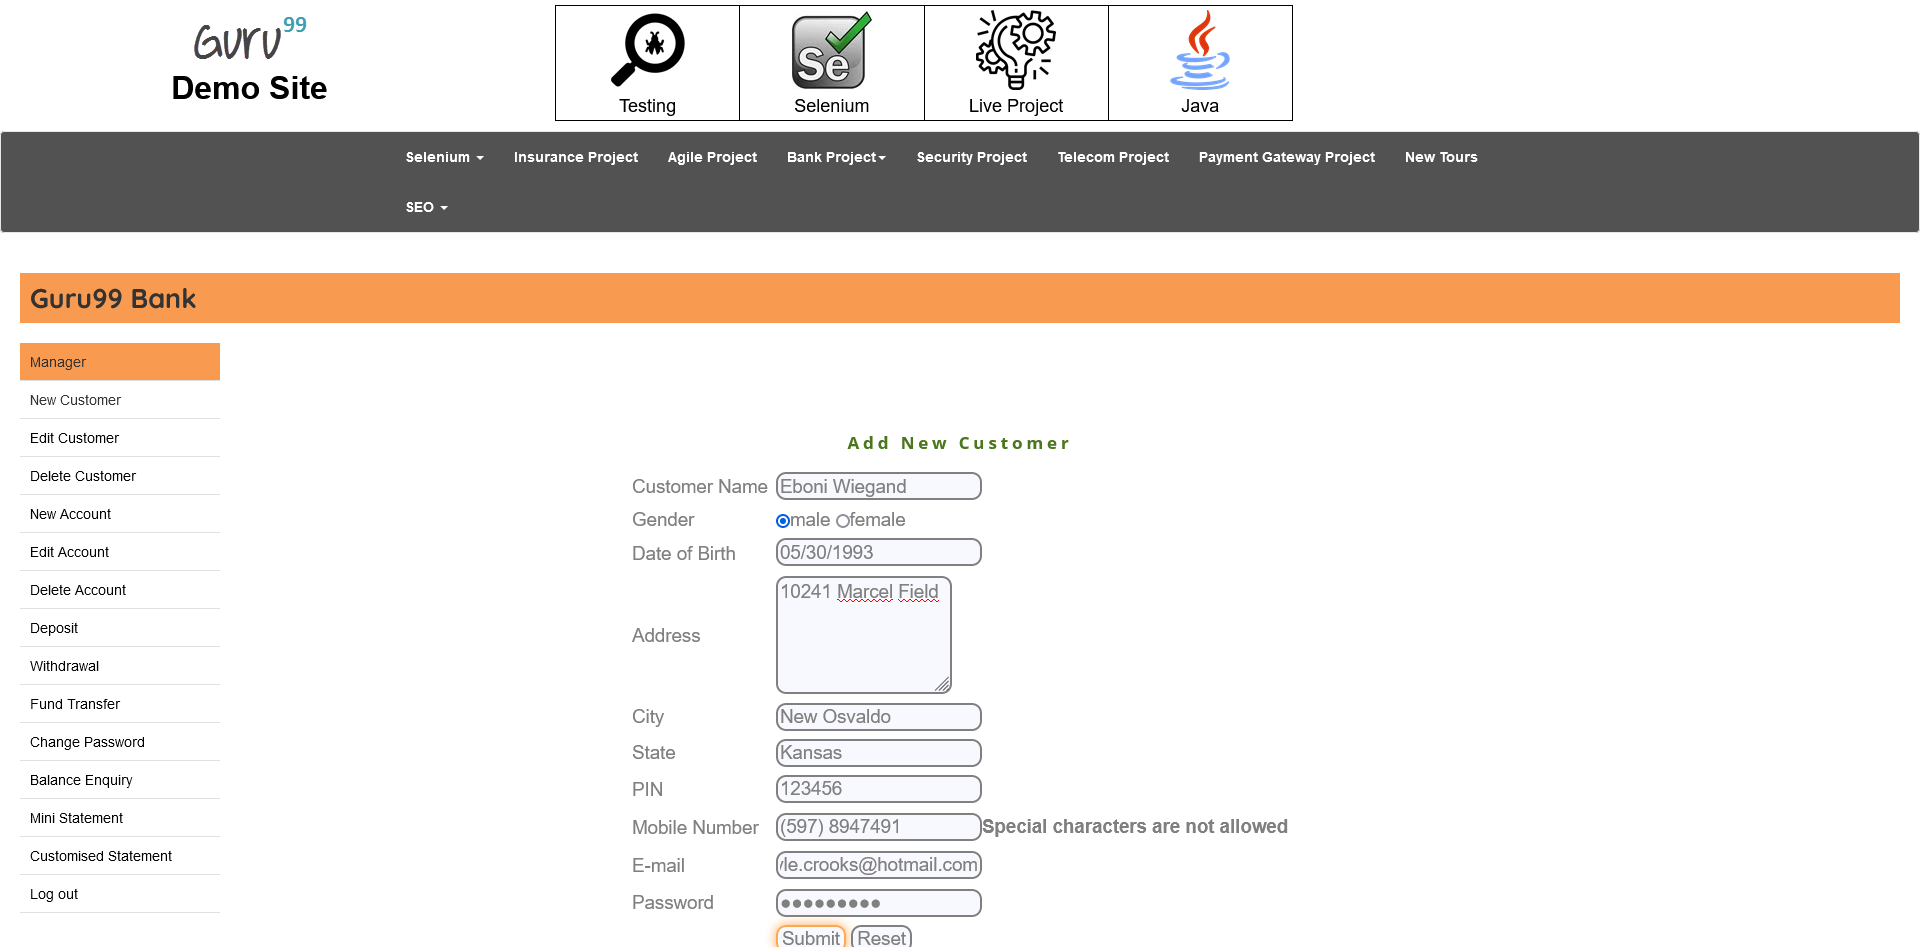 Guru99
Demo Site
Testing
Selenium
Live Project
Java
Selenium
Insurance Project
Agile Project
Bank Project
Security Project
Telecom Project
Payment Gateway Project
New Tours
SEO
Guru99 Bank
Manager
New Customer
Edit Customer
Delete Customer
New Account
Edit Account
Delete Account
Deposit
Withdrawal
Fund Transfer
Change Password
Balance Enquiry
Mini Statement
Customised Statement
Log out
Add New Customer
Customer Name Eboni Wiegand
Gender male female
Date of Birth 05/30/1993
Address 10241 Marcel Field
City New Osvaldo
State Kansas
PIN 123456
Mobile Number (597) 8947491 Special characters are not allowed
E-mail le.crooks@hotmail.com
Password
Submit Reset